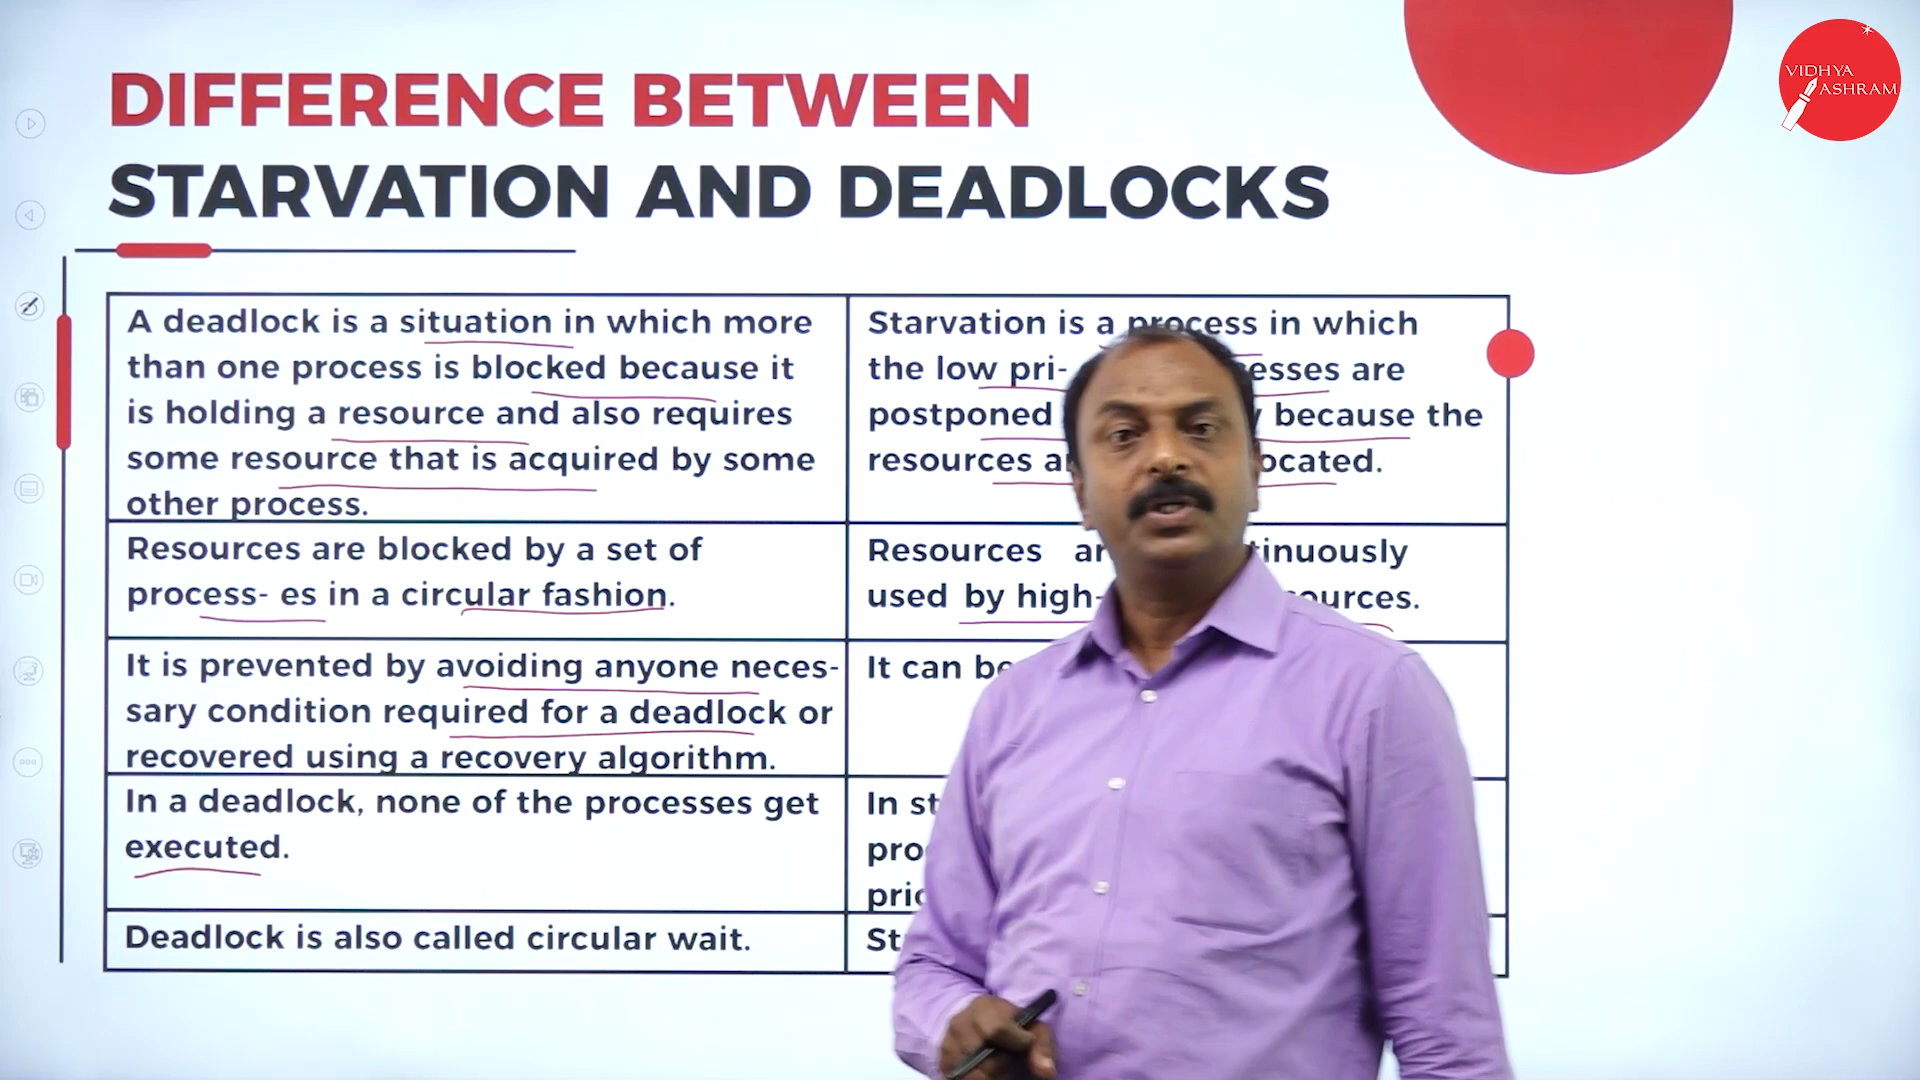 VIDHYA
ASHRAM
DIFFERENCE BETWEEN
STARVATION AND DEADLOCKS
A deadlock is a situation in which more
than one process is blocked because it
is holding a resource and also requires
some resource that is acquired by some
other process.
Starvation is a process in which
the low pri- esses are
postponed because the
resources ocated.
Resources are blocked by a set of
process- es in a circular fashion.
Resources tinuously
used by high- ources.
It is prevented by avoiding anyone neces-
sary condition required for a deadlock or
recovered using a recovery algorithm.
It can be
In a deadlock, none of the processes get
executed.
In st
pro
prio
Deadlock is also called circular wait.
St